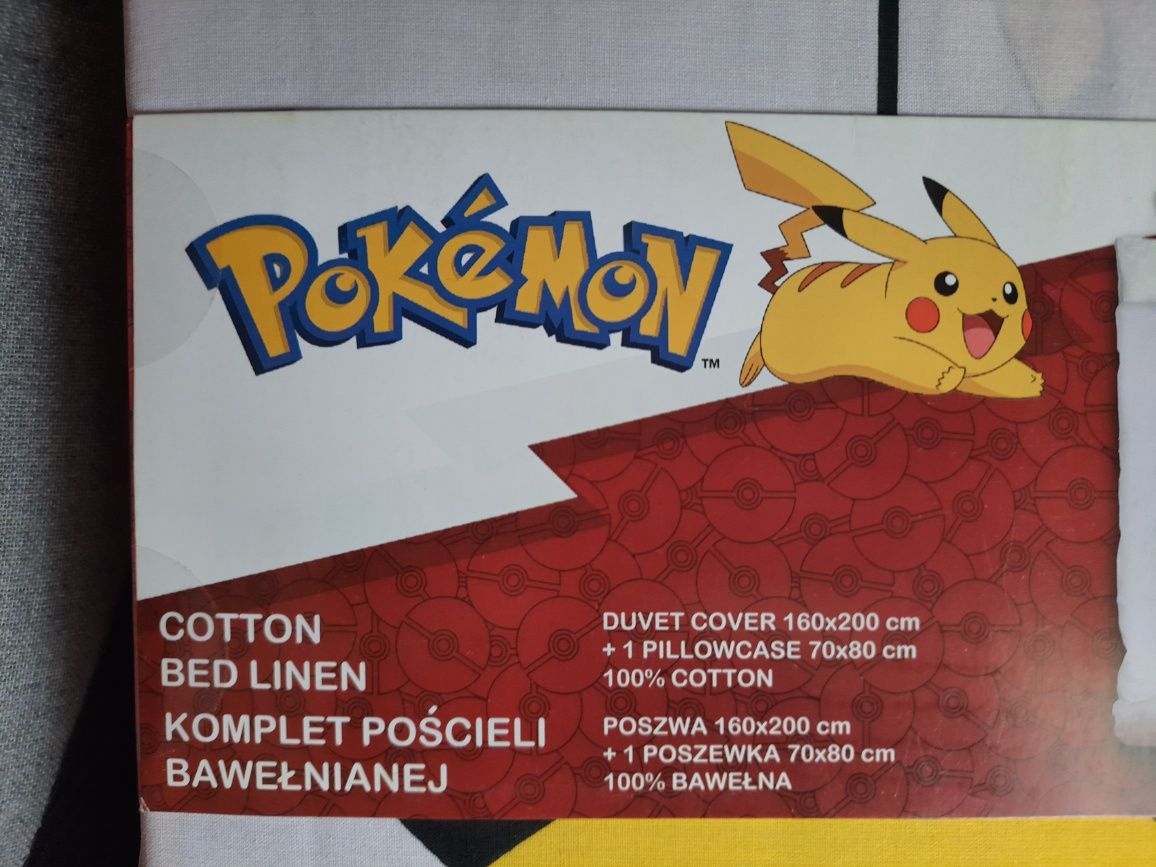 POKéMON
TM
COTTON
BED LINEN
KOMPLET POŚCIELI
BAWEŁNIANEJ
DUVET COVER 160x200 cm
+ 1 PILLOWCASE 70x80 cm
100% COTTON
POSZWA 160x200 cm
+ 1 POSZEWKA 70x80 cm
100% BAWEŁNA